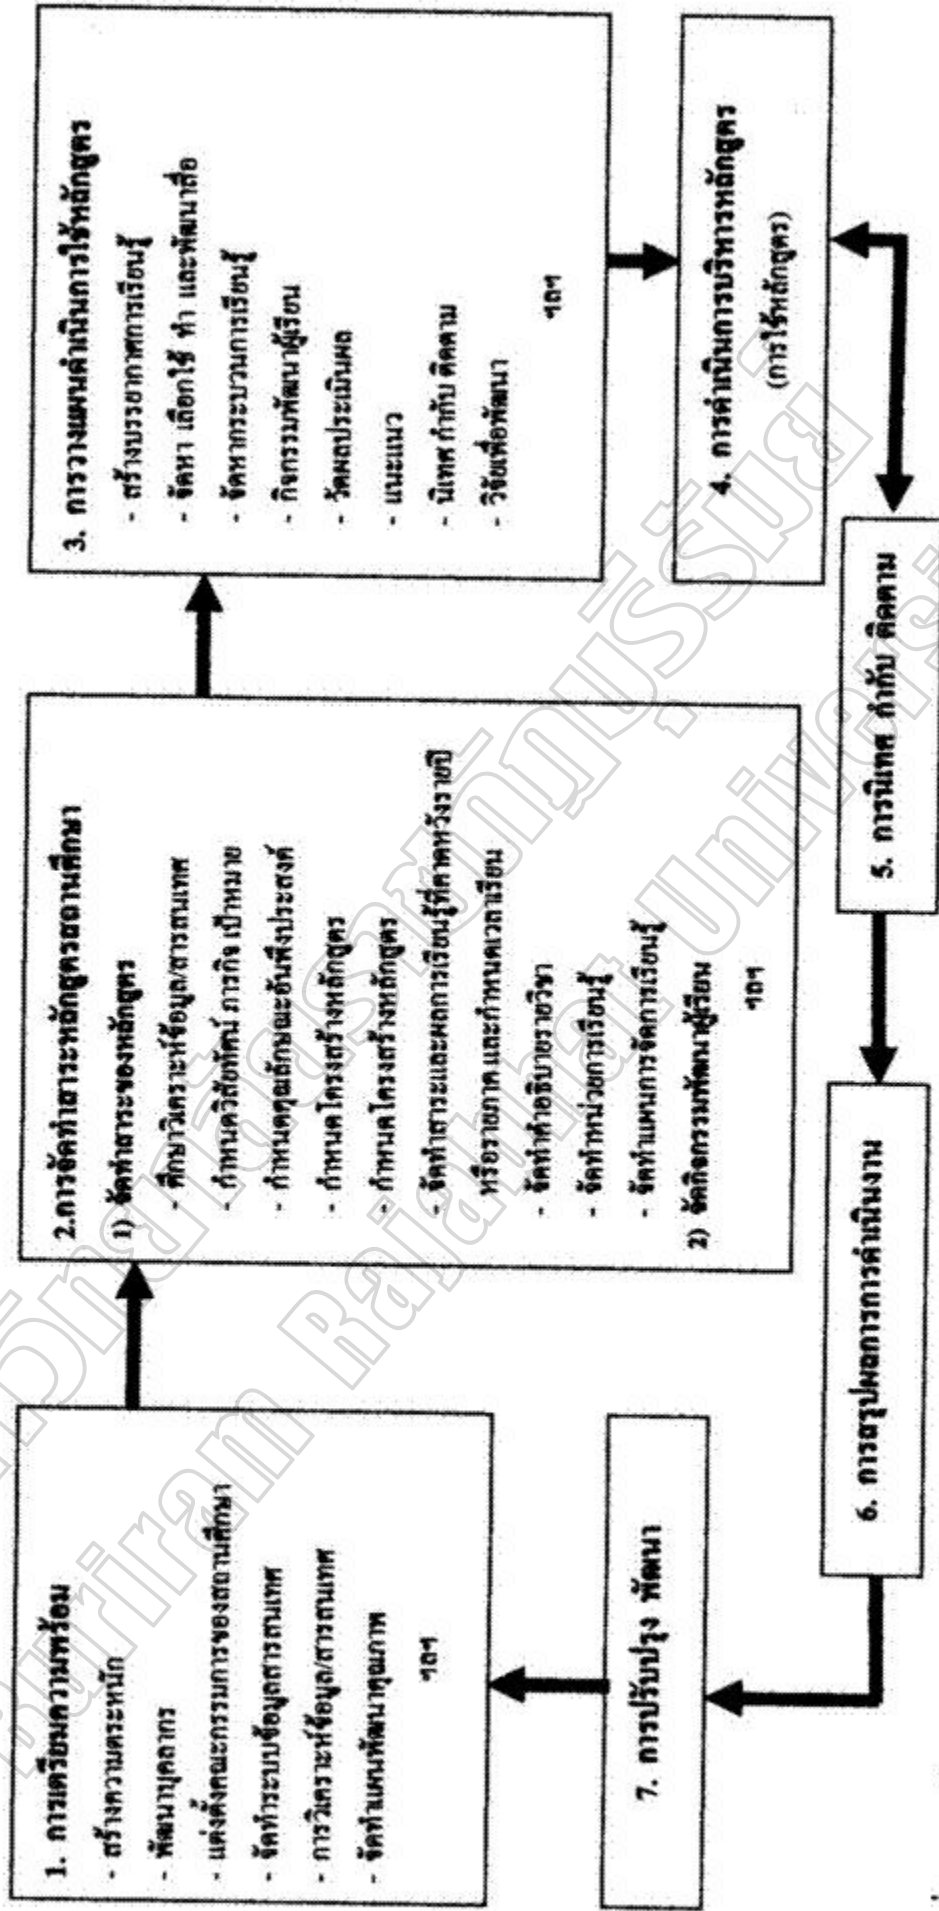 1. การเตรียมความพร้อม
- สร้างความตระหนัก
- พัฒนาบุคลากร
- แต่งตั้งคณะกรรมการของสถานศึกษา
- จัดทำระบบข้อมูลสารสนเทศ
- การวิเคราะห์ข้อมูล/สารสนเทศ
- จัดทำแผนพัฒนาคุณภาพ
ฯลฯ
2.การจัดทำสาระหลักสูตรสถานศึกษา
1) จัดทำสาระของหลักสูตร
- ศึกษาวิเคราะห์ข้อมูล/สารสนเทศ
- กำหนดวิสัยทัศน์ ภารกิจ เป้าหมาย
- กำหนดคุณลักษณะอันพึงประสงค์
- กำหนดโครงสร้างหลักสูตร
- กำหนดโครงสร้างหลักสูตร
- จัดทำสาระและผลการเรียนรู้ที่คาดหวังรายปี
หรือรายภาค และกำหนดเวลาเรียน
- จัดทำคำอธิบายรายวิชา
- จัดทำหน่วยการเรียนรู้
- จัดทำแผนการจัดการเรียนรู้
2) จัดกิจกรรมพัฒนาผู้เรียน
ฯลฯ
3. การวางแผนดำเนินการใช้หลักสูตร
- สร้างบรรยากาศการเรียนรู้
- จัดหา เลือกใช้ ทำ และพัฒนาสื่อ
- จัดหากระบวนการเรียนรู้
- กิจกรรมพัฒนาผู้เรียน
- วัดผลประเมินผล
- แนะแนว
- นิเทศ กำกับ ติดตาม
- วิจัยเพื่อพัฒนา
ฯลฯ
4. การดำเนินการบริหารหลักสูตร
(การใช้หลักสูตร)
5. การนิเทศ กำกับ ติดตาม
6. การสรุปผลการดำเนินงาน
7. การปรับปรุง พัฒนา
Buriram Rajabhat Universi